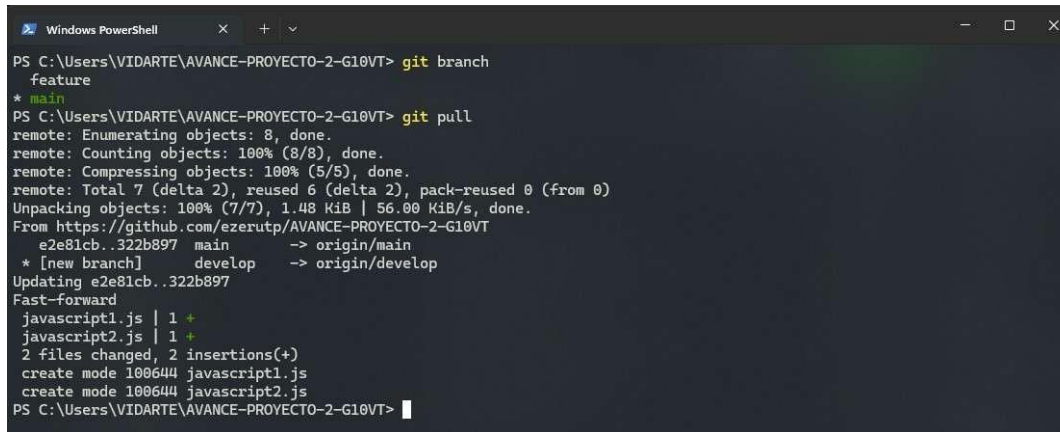 Windows PowerShell
PS C:\Users\VIDARTE\AVANCE-PROYECTO-2-G10VT> git branch
  feature
* main
PS C:\Users\VIDARTE\AVANCE-PROYECTO-2-G10VT> git pull
remote: Enumerating objects: 8, done.
remote: Counting objects: 100% (8/8), done.
remote: Compressing objects: 100% (5/5), done.
remote: Total 7 (delta 2), reused 6 (delta 2), pack-reused 0 (from 0)
Unpacking objects: 100% (7/7), 1.48 KiB | 56.00 KiB/s, done.
From https://github.com/ezerutp/AVANCE-PROYECTO-2-G10VT
   e2e81cb..322b897  main       -> origin/main
 * [new branch]      develop    -> origin/develop
Updating e2e81cb..322b897
Fast-forward
 javascript1.js | 1 +
 javascript2.js | 1 +
 2 files changed, 2 insertions(+)
 create mode 100644 javascript1.js
 create mode 100644 javascript2.js
PS C:\Users\VIDARTE\AVANCE-PROYECTO-2-G10VT>